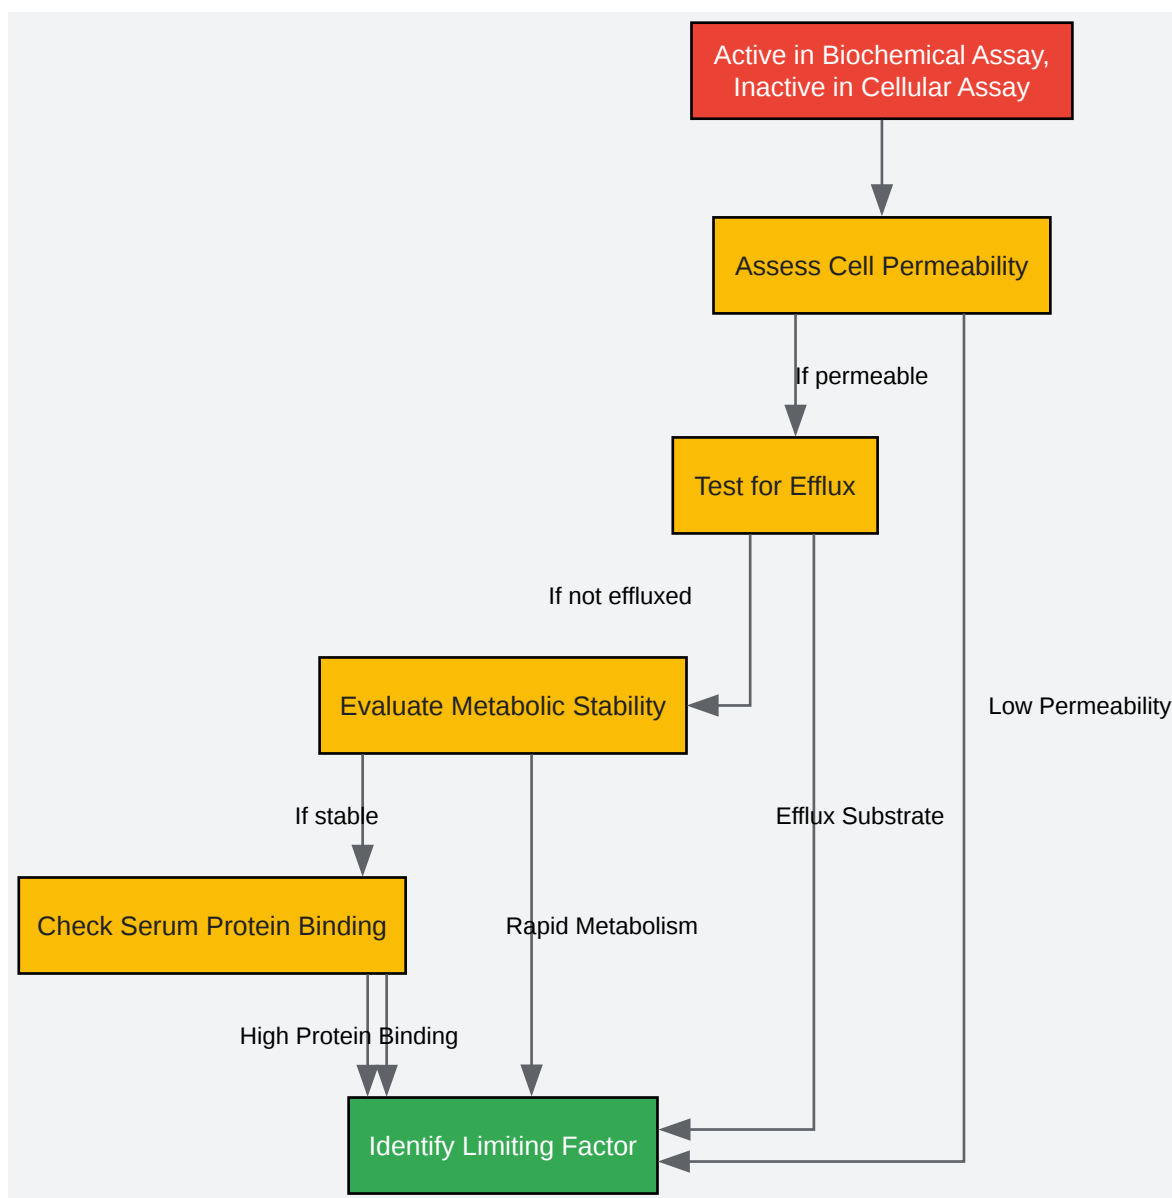 Active in Biochemical Assay,
Inactive in Cellular Assay
Assess Cell Permeability
If permeable
Test for Efflux
If not effluxed
Evaluate Metabolic Stability
Low Permeability
If stable
Efflux Substrate
Check Serum Protein Binding
Rapid Metabolism
High Protein Binding
Identify Limiting Factor